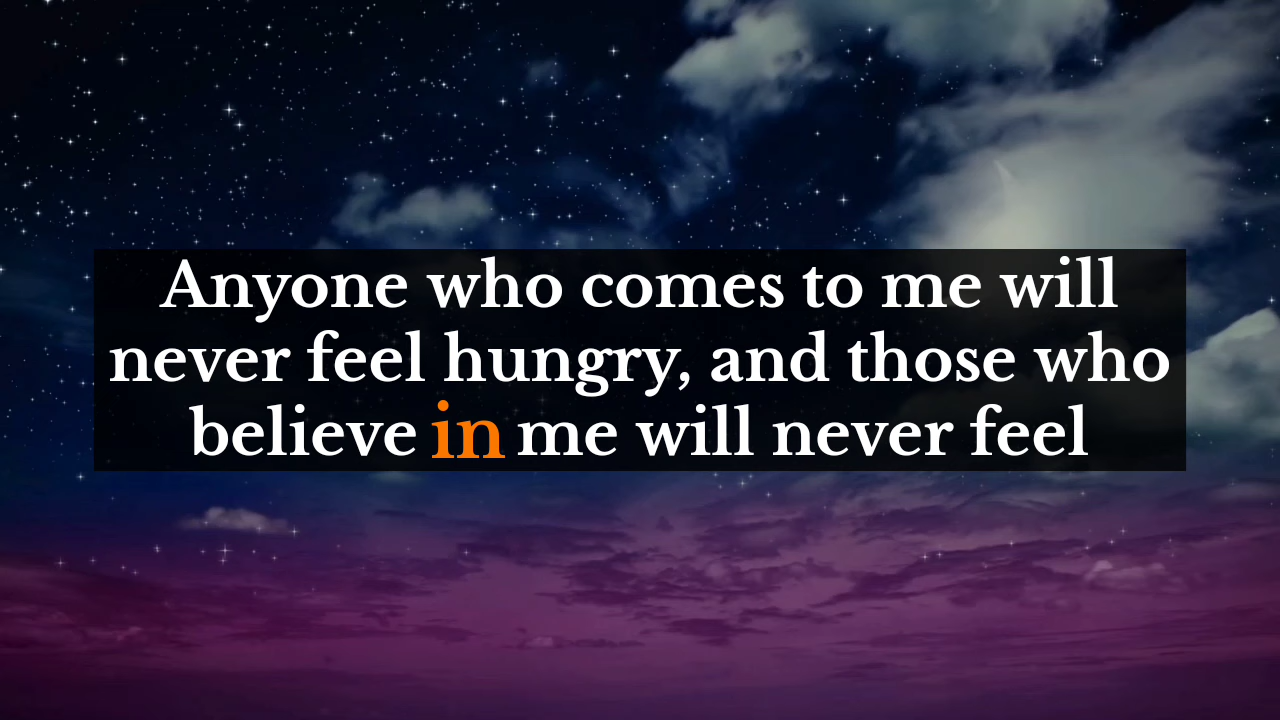 Anyone who comes to me will
never feel hungry, and those who
believe in me will never feel